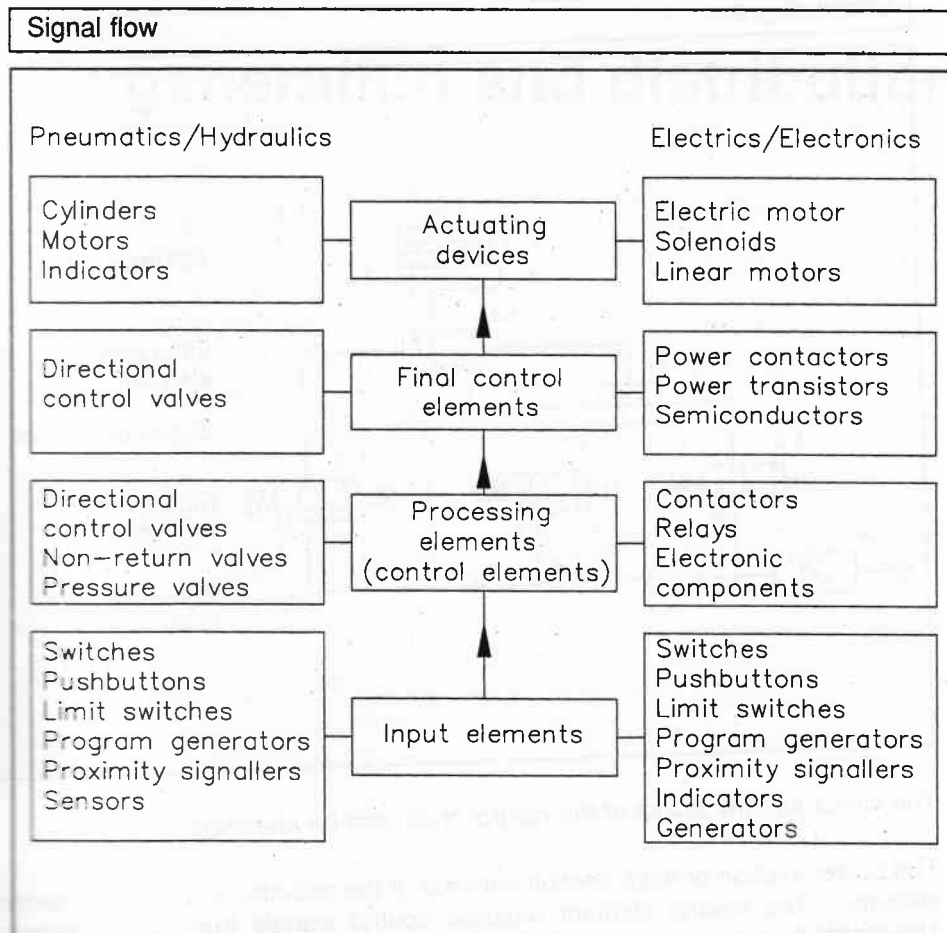 Signal flow
Pneumatics/Hydraulics
Electrics/Electronics
Cylinders
Motors
Indicators
Actuating
devices
Electric motor
Solenoids
Linear motors
Directional
control valves
Final control
elements
Power contactors
Power transistors
Semiconductors
Directional
control valves
Non-return valves
Pressure valves
Processing
elements
(control elements)
Contactors
Relays
Electronic
components
Switches
Pushbuttons
Limit switches
Program generators
Proximity signallers
Sensors
Input elements
Switches
Pushbuttons
Limit switches
Program generators
Proximity signallers
Indicators
Generators